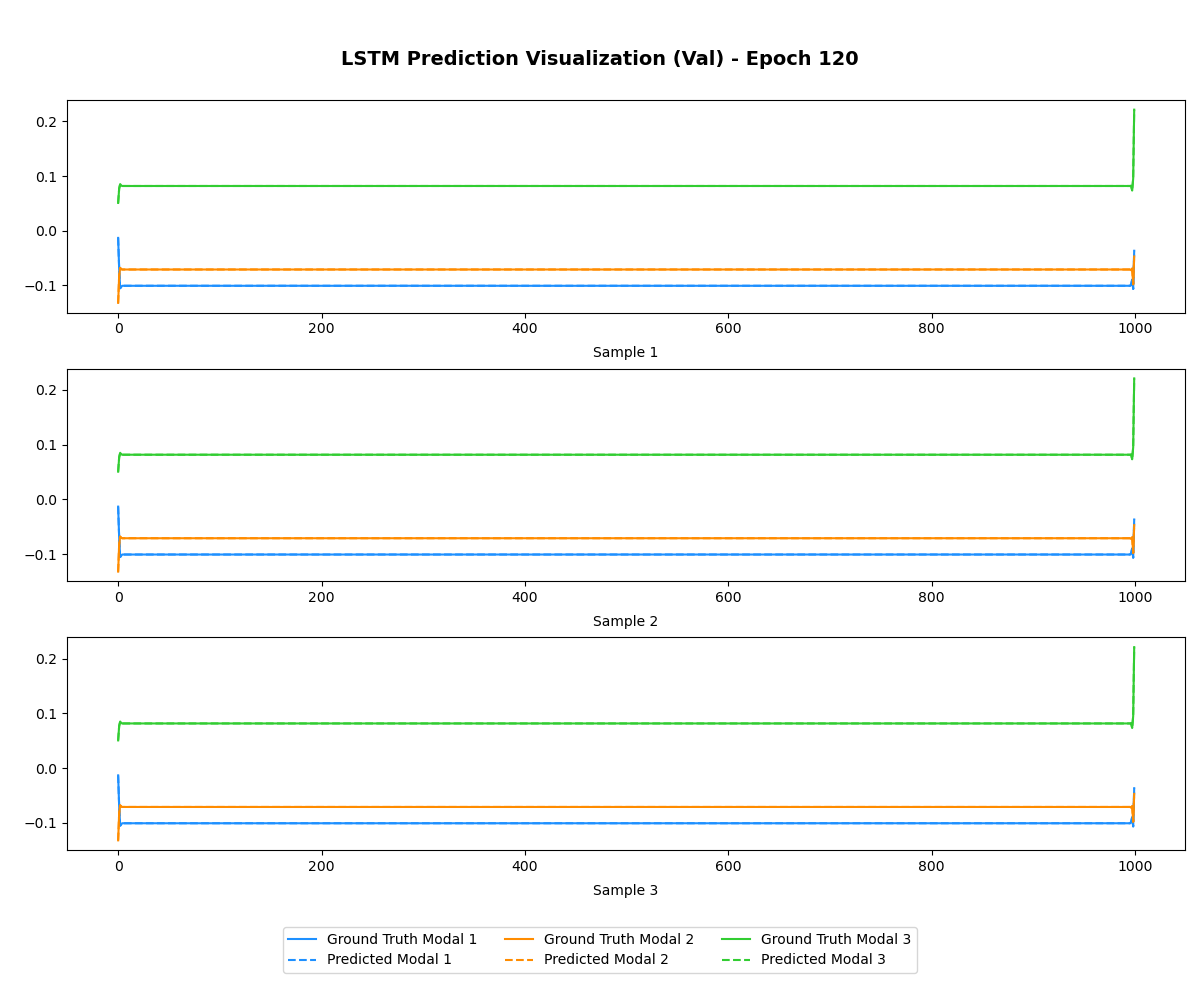 LSTM Prediction Visualization (Val) - Epoch 120
0.2
0.1
0.0
−0.1
0 200 400 600 800 1000
Sample 1
0.2
0.1
0.0
−0.1
0 200 400 600 800 1000
Sample 2
0.2
0.1
0.0
−0.1
0 200 400 600 800 1000
Sample 3
Ground Truth Modal 1 Ground Truth Modal 2 Ground Truth Modal 3
Predicted Modal 1 Predicted Modal 2 Predicted Modal 3